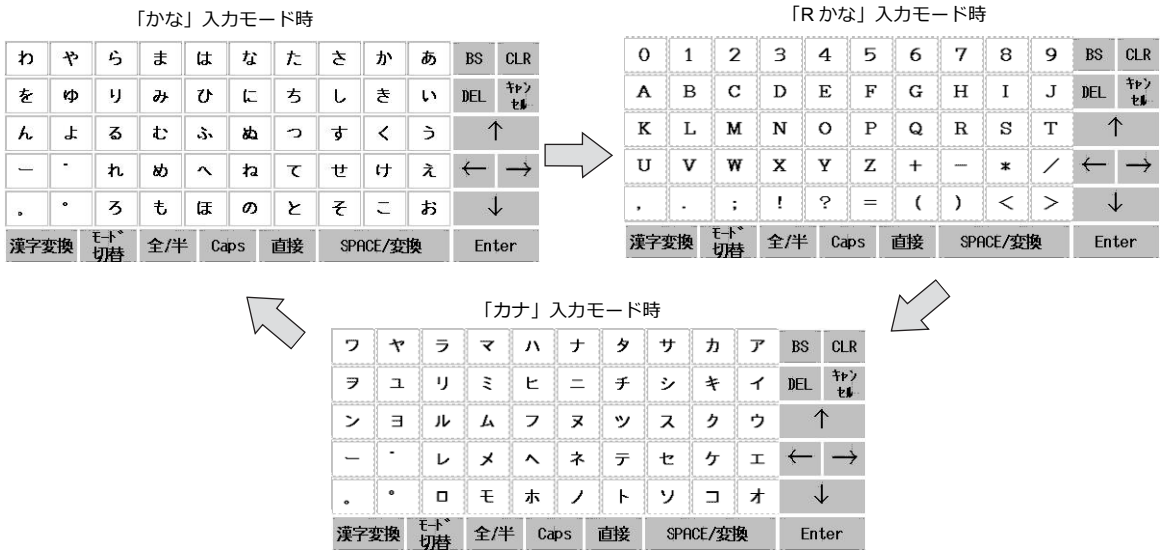 「かな」入力モード時
わ や ら ま は な た さ か あ BS CLR
を ゆ り み ひ に ち し き い DEL キャンセル
ん よ る む ふ ぬ つ す く う ↑
ー ゛ れ め へ ね て せ け え ← →
。 ゜ ろ も ほ の と そ こ お ↓
漢字変換 モード切替 全/半 Caps 直接 SPACE/変換 Enter
「R かな」入力モード時
0 1 2 3 4 5 6 7 8 9 BS CLR
A B C D E F G H I J DEL キャンセル
K L M N O P Q R S T ↑
U V W X Y Z + − * / ← →
, . ; ! ? = ( ) < > ↓
漢字変換 モード切替 全/半 Caps 直接 SPACE/変換 Enter
「カナ」入力モード時
ワ ヤ ラ マ ハ ナ タ サ カ ア BS CLR
ヲ ユ リ ミ ヒ ニ チ シ キ イ DEL キャンセル
ン ヨ ル ム フ ヌ ツ ス ク ウ ↑
ー ゛ レ メ ヘ ネ テ セ ケ エ ← →
。 ゜ ロ モ ホ ノ ト ソ コ オ ↓
漢字変換 モード切替 全/半 Caps 直接 SPACE/変換 Enter